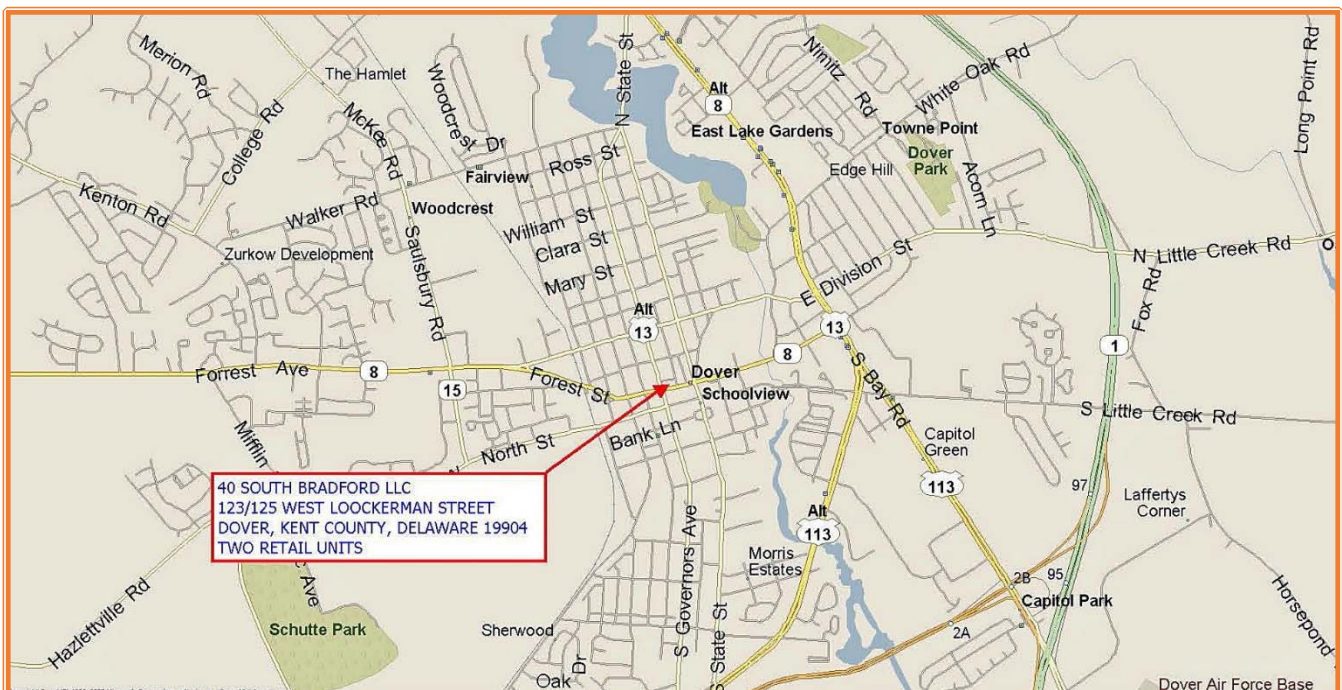 Merion Rd
The Hamlet
College Rd
McKee Rd
Woodcrest Dr
N State St
Alt
8
East Lake Gardens
Nimitz Rd
White Oak Rd
Long Point Rd
Towne Point
Dover
Park
Edge Hill
Acorn Ln
Fairview
Ross St
Kenton Rd
Walker Rd
Woodcrest
William St
Clara St
Mary St
Zurkow Development
Saulsbury Rd
E Division St
N Little Creek Rd
Fox Rd
Alt
13
13
8
1
Forrest Ave
8
15
Forest St
Dover
Schoolview
S Bay Rd
S Little Creek Rd
Mifflin
North St
Bank Ln
Capitol
Green
113
97
Laffertys
Corner
40 SOUTH BRADFORD LLC
123/125 WEST LOOCKERMAN STREET
DOVER, KENT COUNTY, DELAWARE 19904
TWO RETAIL UNITS
Alt
113
Morris
Estates
S Governors Ave
S State St
Ave
2B
95
Capitol Park
2A
Horsepond
Hazlettville Rd
Schutte Park
Sherwood
Oak Dr
Dover Air Force Base